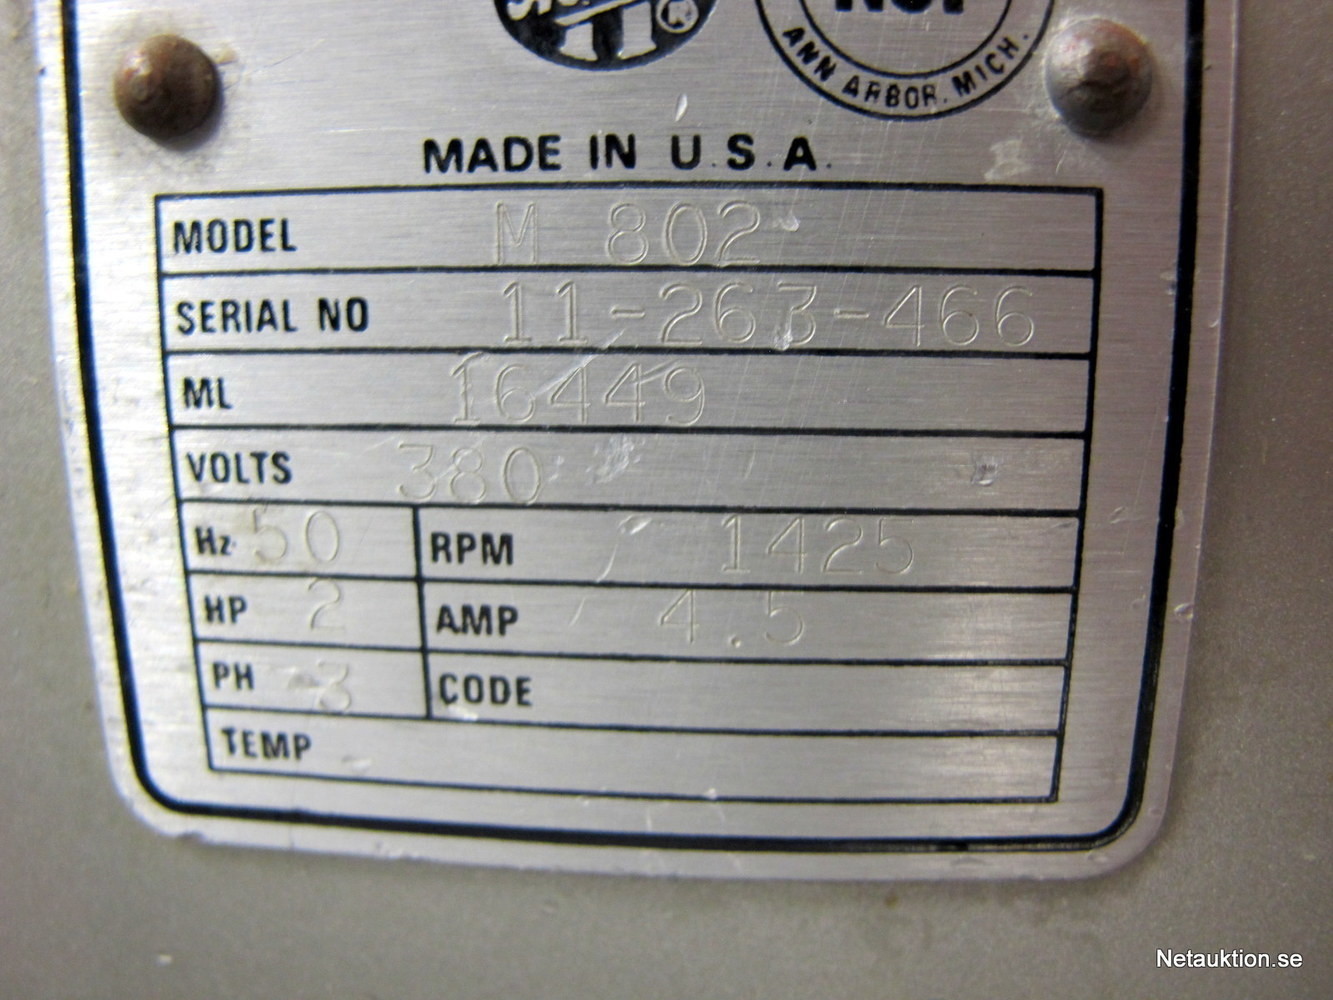 ®
ANN ARBOR, MICH.
MADE IN U.S.A.
MODEL M 802
SERIAL NO 11-263-466
ML 16449
VOLTS 380
Hz 50 RPM 1425
HP 2 AMP 4.5
PH 3 CODE
TEMP
Netauktion.se